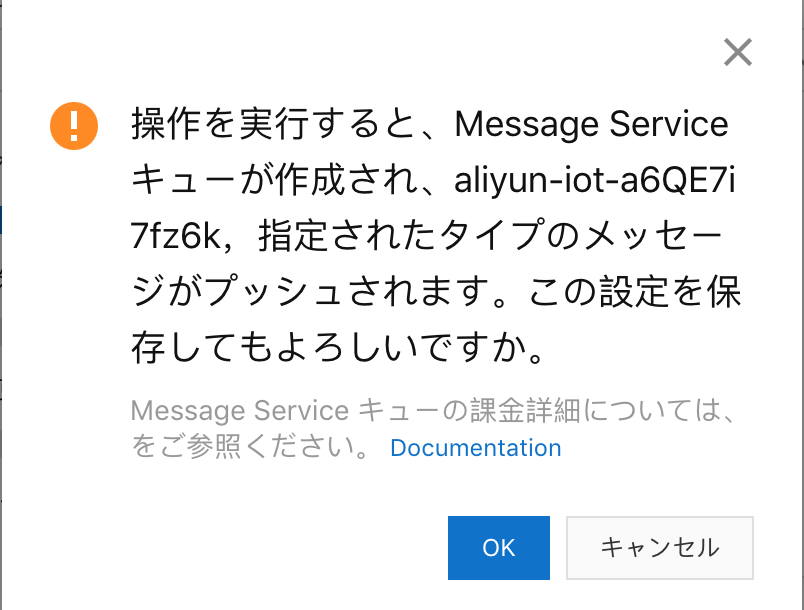 操作を実行すると、Message Service
キューが作成され、aliyun-iot-a6QE7i
7fz6k，指定されたタイプのメッセー
ジがプッシュされます。この設定を保
存してもよろしいですか。
Message Service キューの課金詳細については、
をご参照ください。 Documentation
OK キャンセル